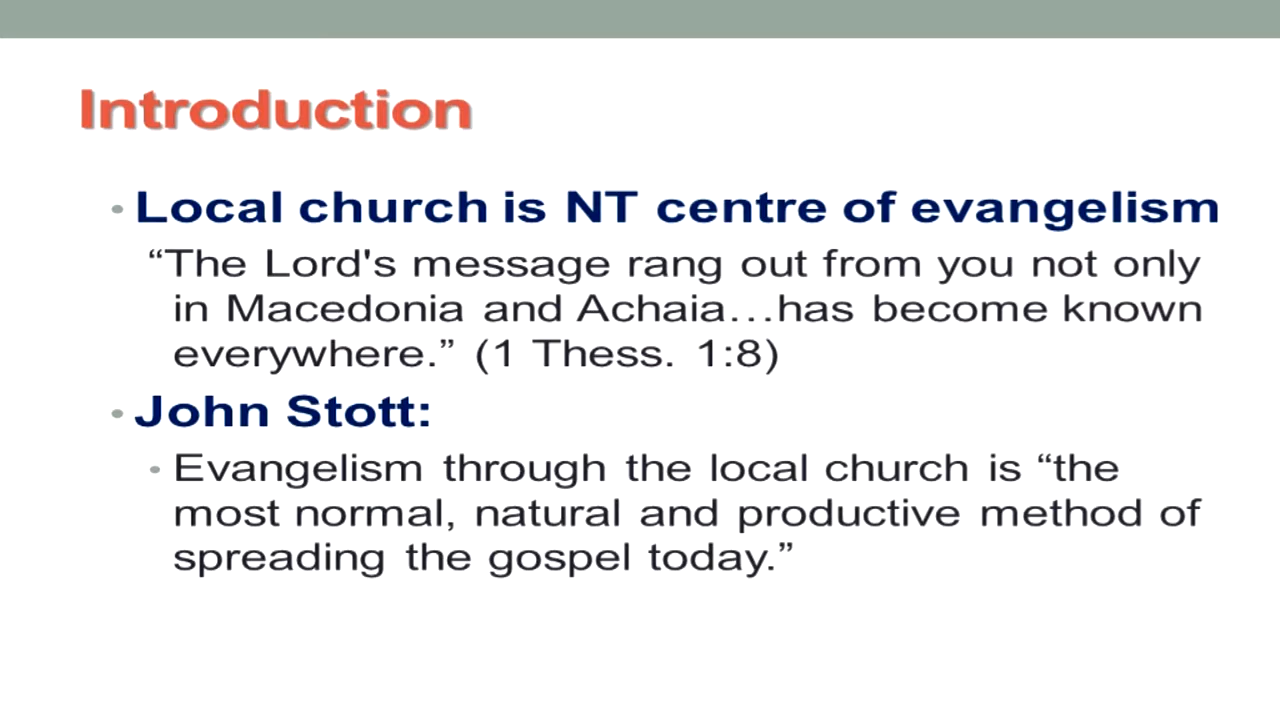 Introduction
• Local church is NT centre of evangelism
“The Lord's message rang out from you not only
in Macedonia and Achaia…has become known
everywhere.” (1 Thess. 1:8)
• John Stott:
• Evangelism through the local church is “the
most normal, natural and productive method of
spreading the gospel today.”